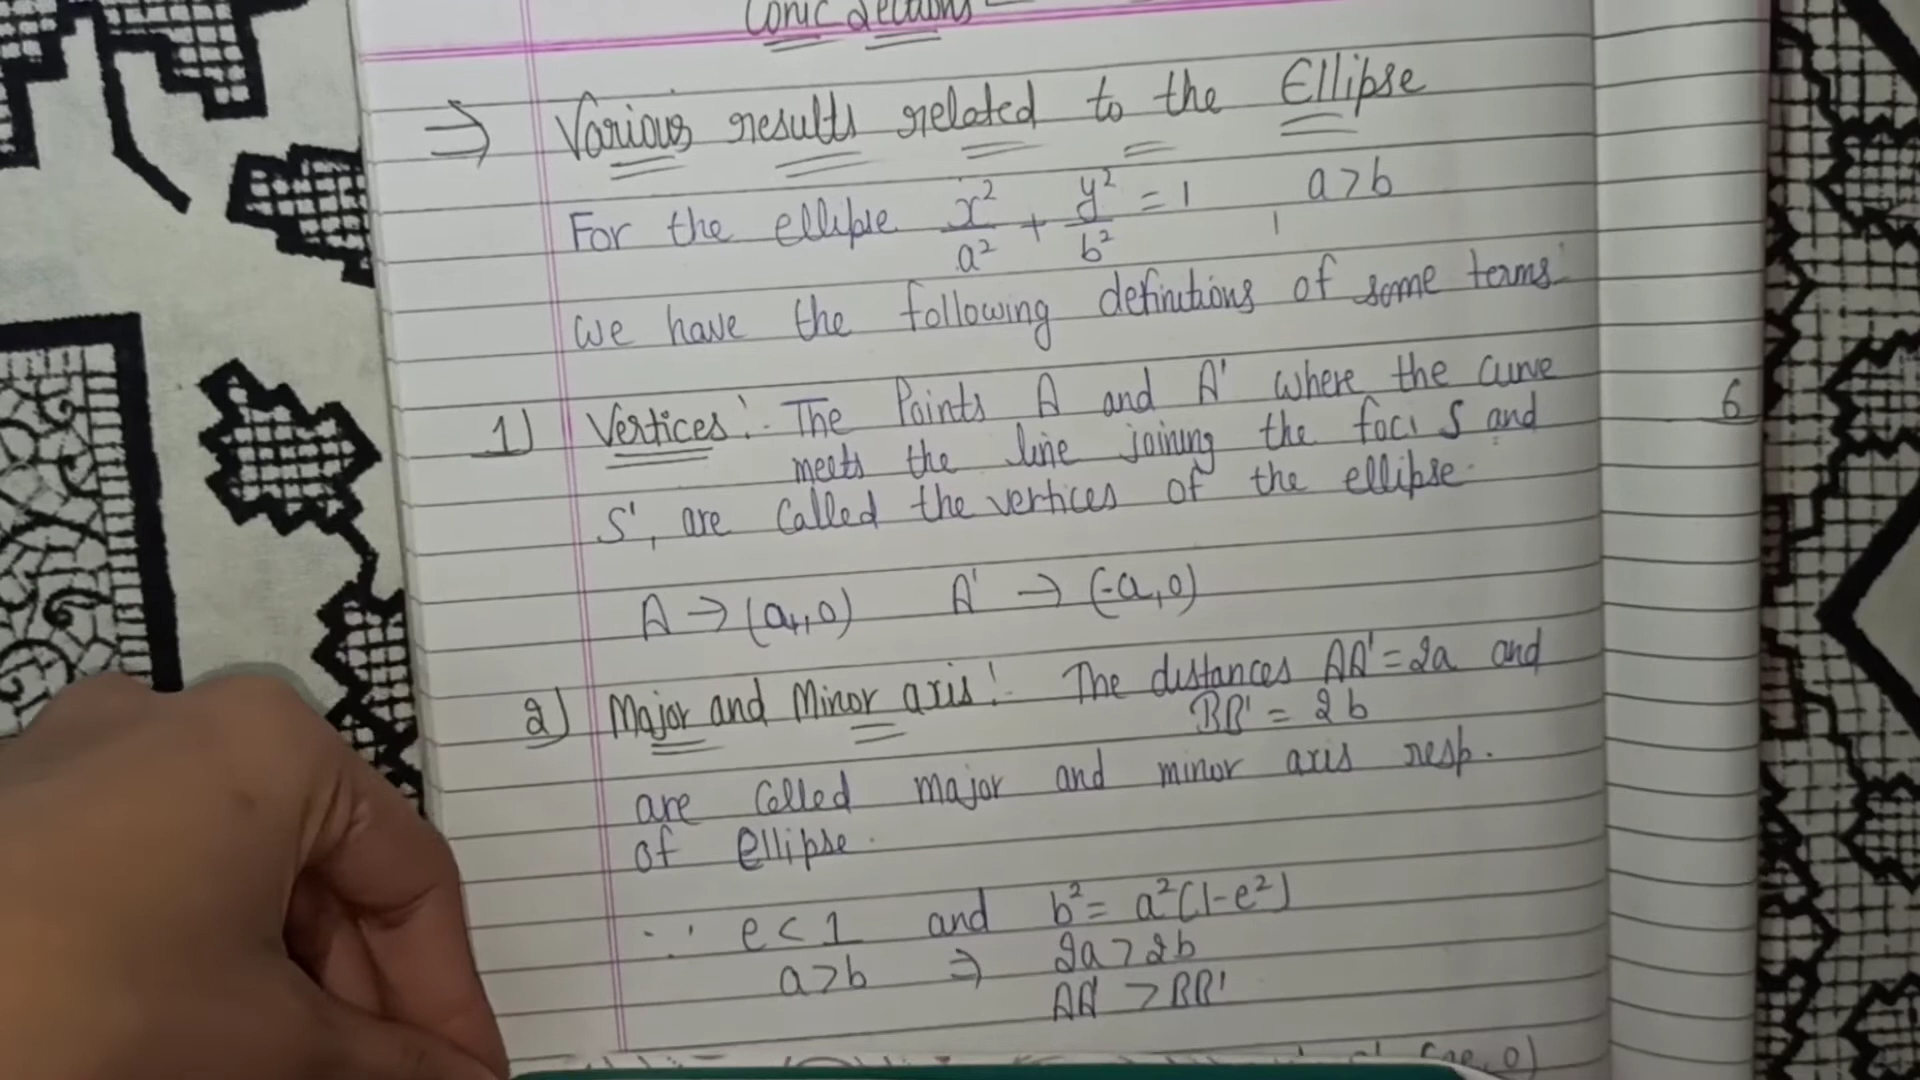 Conic Sections
⇒ Various results related to the Ellipse
For the ellipse x²/a² + y²/b² = 1, a>b
we have the following definitions of some terms
1) Vertices:- The Points A and A' where the curve
meets the line joining the foci S and
S', are called the vertices of the ellipse.
6
A → (a,0) A' → (-a,0)
2) Major and Minor axis:- The distances AA'=2a and
BB' = 2b
are called major and minor axis resp.
of ellipse.
∵ e<1 and b² = a²(1-e²)
a>b ⇒ 2a>2b
AA' > BB'